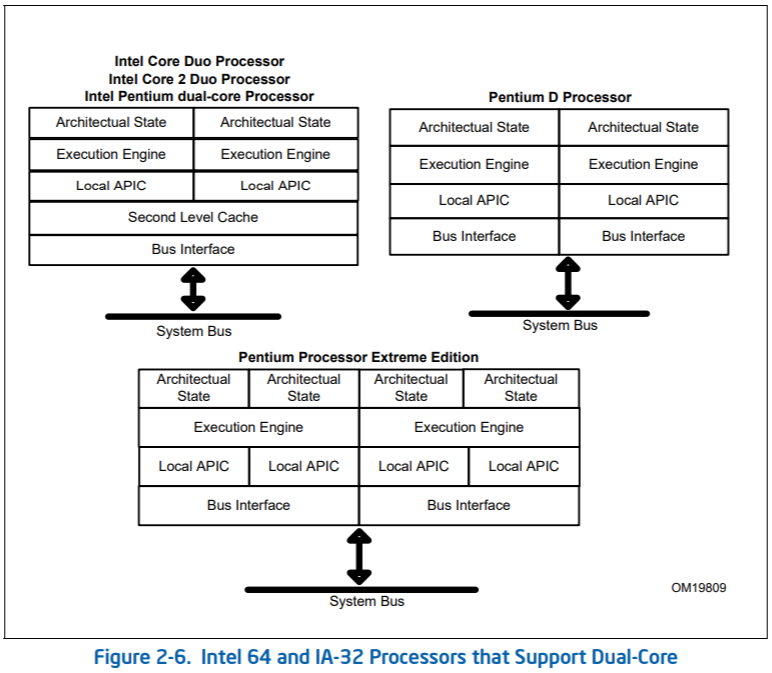 Intel Core Duo Processor
Intel Core 2 Duo Processor
Intel Pentium dual-core Processor
Architectual State Architectual State
Execution Engine Execution Engine
Local APIC Local APIC
Second Level Cache
Bus Interface
System Bus
Pentium D Processor
Architectual State Architectual State
Execution Engine Execution Engine
Local APIC Local APIC
Bus Interface Bus Interface
System Bus
Pentium Processor Extreme Edition
Architectual Architectual Architectual Architectual
State State State State
Execution Engine Execution Engine
Local APIC Local APIC Local APIC Local APIC
Bus Interface Bus Interface
System Bus
OM19809
Figure 2-6. Intel 64 and IA-32 Processors that Support Dual-Core